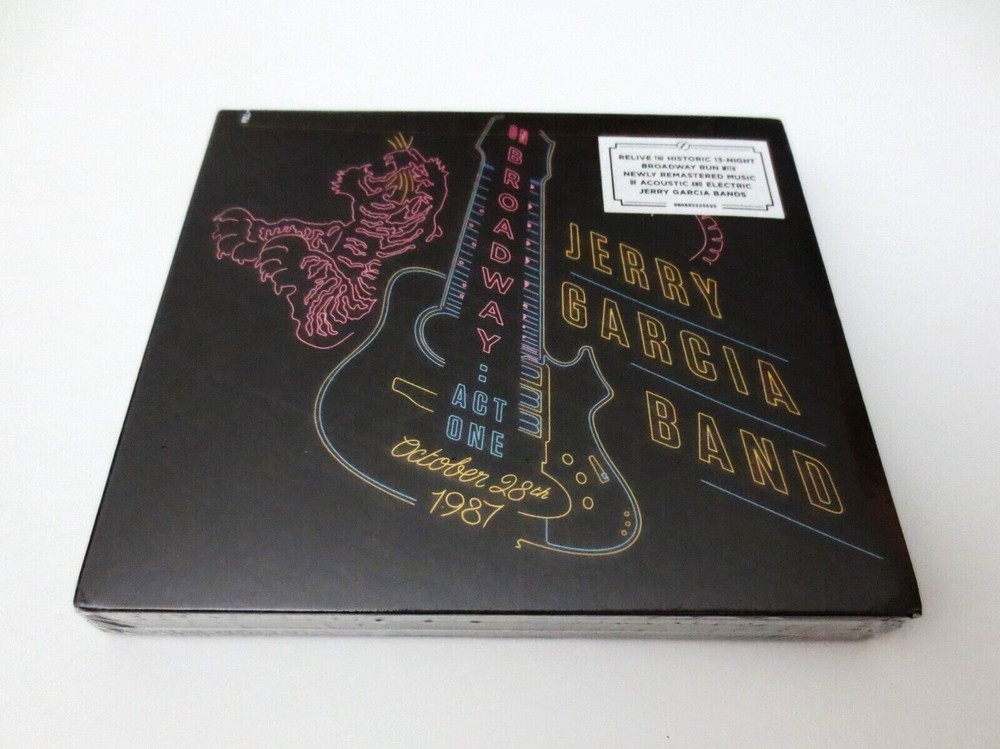 ON BROADWAY:
ACT
ONE
October 28th
1987
JERRY
GARCIA
BAND
RELIVE THE HISTORIC 13-NIGHT
BROADWAY RUN WITH
NEWLY REMASTERED MUSIC
BY ACOUSTIC AND ELECTRIC
JERRY GARCIA BANDS